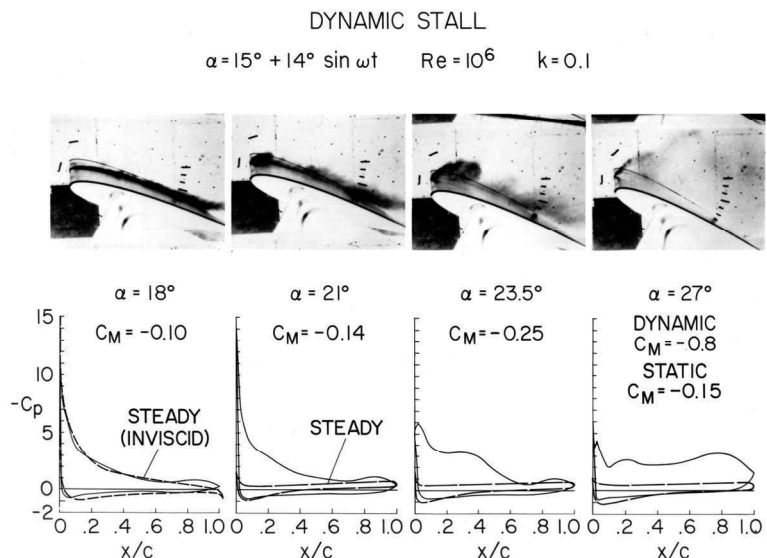 DYNAMIC STALL
α = 15° + 14° sin ωt Re = 10⁶ k = 0.1
α = 18° α = 21° α = 23.5° α = 27°
C_M = −0.10 C_M = −0.14 C_M = −0.25 DYNAMIC
C_M = −0.8
STATIC
C_M = −0.15
15
10
−C_p
5
0
−2
STEADY
(INVISCID)
STEADY
0 .2 .4 .6 .8 1.0 0 .2 .4 .6 .8 1.0 0 .2 .4 .6 .8 1.0 0 .2 .4 .6 .8 1.0
x/c x/c x/c x/c